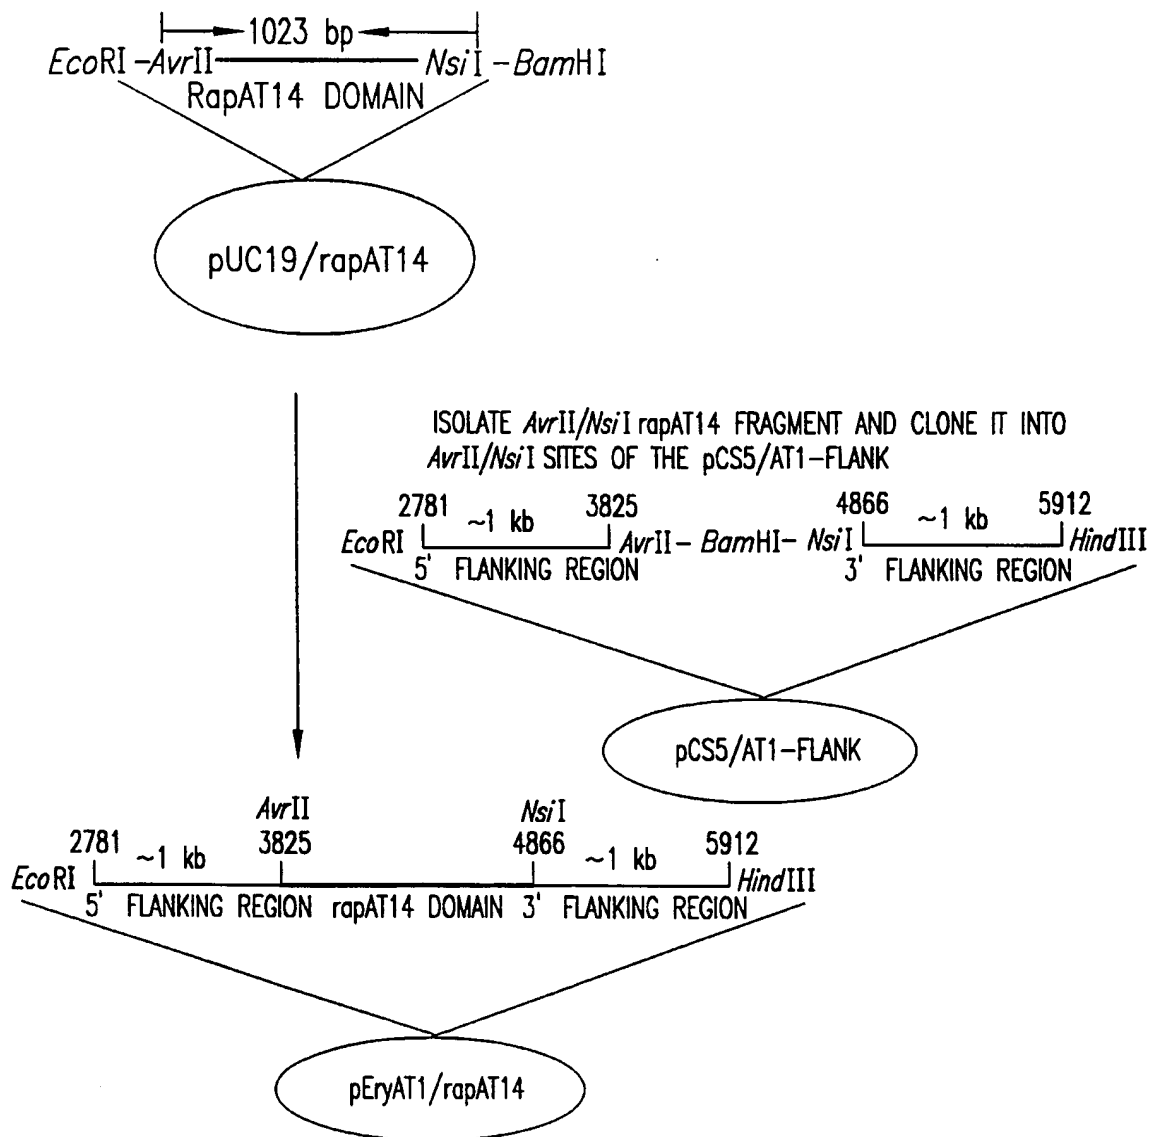 1023 bp
EcoRI-AvrII NsiI-BamHI
RapAT14 DOMAIN
pUC19/rapAT14
ISOLATE AvrII/NsiI rapAT14 FRAGMENT AND CLONE IT INTO
AvrII/NsiI SITES OF THE pCS5/AT1-FLANK
2781 ~1 kb 3825 4866 ~1 kb 5912
EcoRI AvrII-BamHI-NsiI HindIII
5' FLANKING REGION 3' FLANKING REGION
pCS5/AT1-FLANK
AvrII NsiI
2781 ~1 kb 3825 4866 ~1 kb 5912
EcoRI HindIII
5' FLANKING REGION rapAT14 DOMAIN 3' FLANKING REGION
pEryAT1/rapAT14